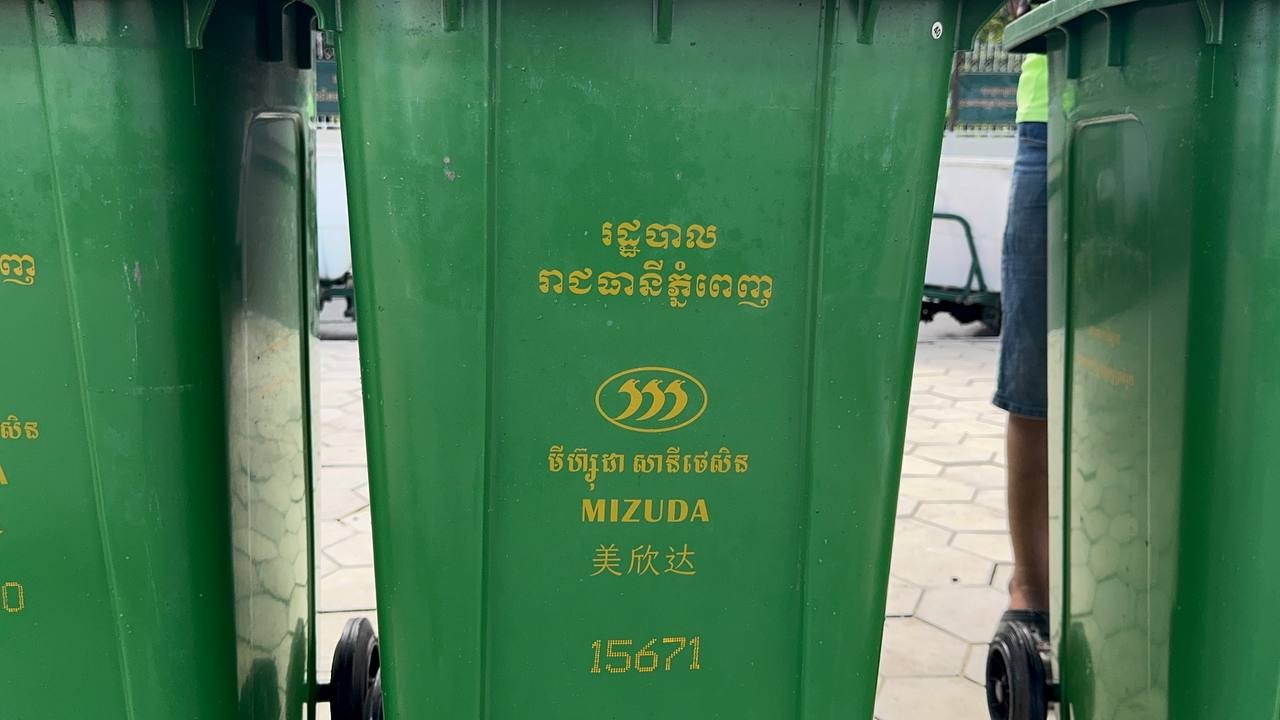 រដ្ឋបាល
រាជធានីភ្នំពេញ
មីហ៊្សុដា សានីថេសិន
MIZUDA
美欣达
15671